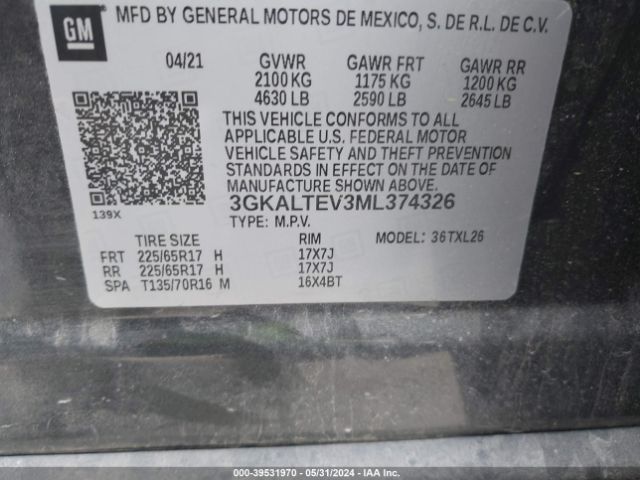 GM
MFD BY GENERAL MOTORS DE MEXICO, S. DE R.L. DE C.V.
04/21 GVWR GAWR FRT GAWR RR
2100 KG 1175 KG 1200 KG
4630 LB 2590 LB 2645 LB
THIS VEHICLE CONFORMS TO ALL
APPLICABLE U.S. FEDERAL MOTOR
VEHICLE SAFETY AND THEFT PREVENTION
STANDARDS IN EFFECT ON THE DATE OF
MANUFACTURE SHOWN ABOVE.
3GKALTEV3ML374326
139X
TYPE: M.P.V.
TIRE SIZE RIM MODEL: 36TXL26
FRT 225/65R17 H 17X7J
RR 225/65R17 H 17X7J
SPA T135/70R16 M 16X4BT
000-39531970 - 05/31/2024 - IAA Inc.